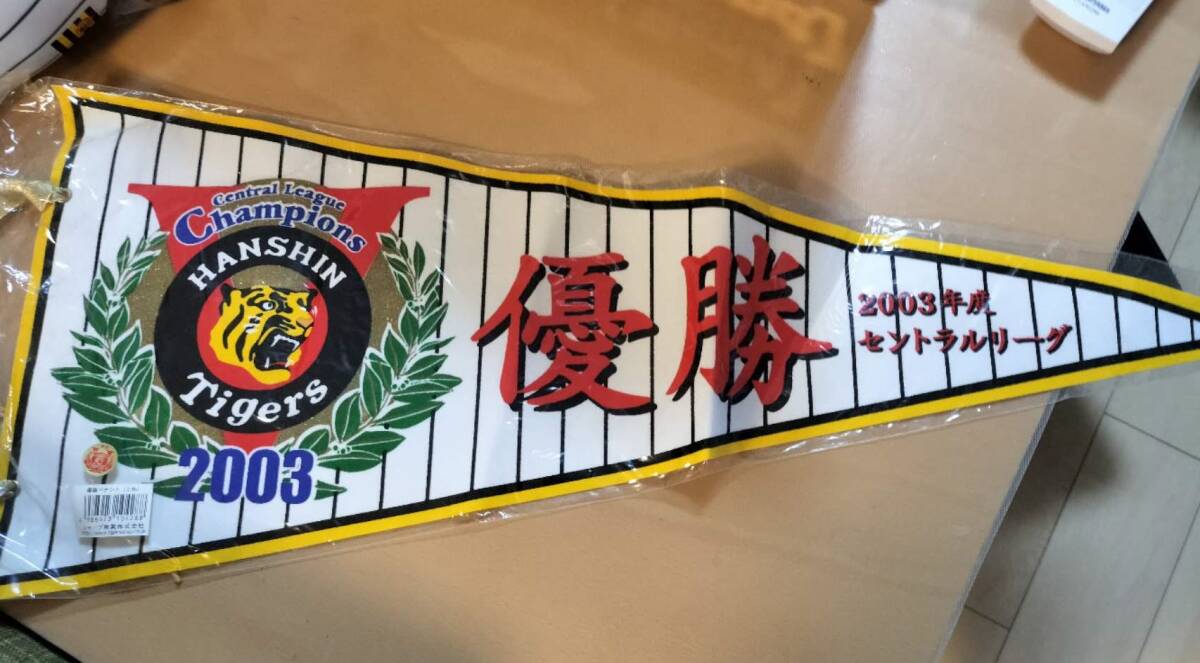 Central League
Champions
HANSHIN
Tigers
2003
優勝
2003年度
セントラルリーグ